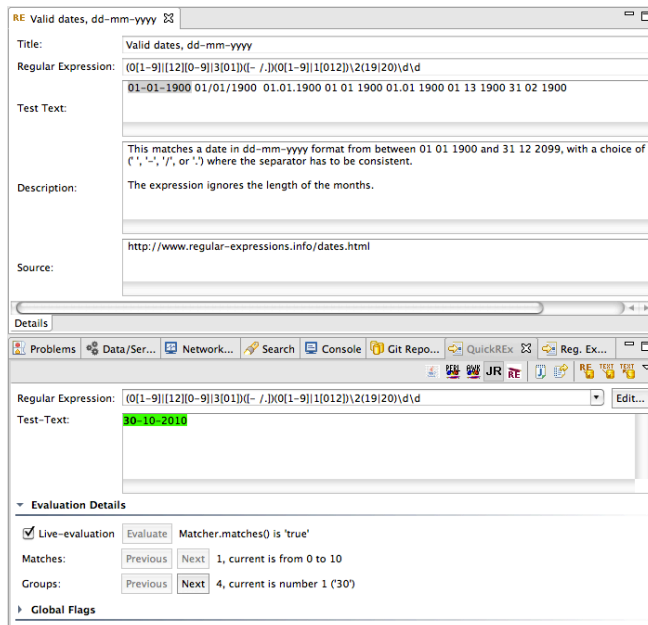 RE Valid dates, dd-mm-yyyy
Title: Valid dates, dd-mm-yyyy
Regular Expression: (0[1-9]|[12][0-9]|3[01])([- /.])(0[1-9]|1[012])\2(19|20)\d\d
Test Text: 01-01-1900 01/01/1900 01.01.1900 01 01 1900 01.01 1900 01 13 1900 31 02 1900
Description: This matches a date in dd-mm-yyyy format from between 01 01 1900 and 31 12 2099, with a choice of
(' ', '-', '/', or '.') where the separator has to be consistent.
The expression ignores the length of the months.
Source: http://www.regular-expressions.info/dates.html
Details
Problems Data/Ser... Network... Search Console Git Repo... QuickREx Reg. Ex...
PERL AWK JR RE J RE TEXT TEXT
Regular Expression: (0[1-9]|[12][0-9]|3[01])([- /.])(0[1-9]|1[012])\2(19|20)\d\d Edit...
Test-Text: 30-10-2010
Evaluation Details
Live-evaluation Evaluate Matcher.matches() is 'true'
Matches: Previous Next 1, current is from 0 to 10
Groups: Previous Next 4, current is number 1 ('30')
Global Flags